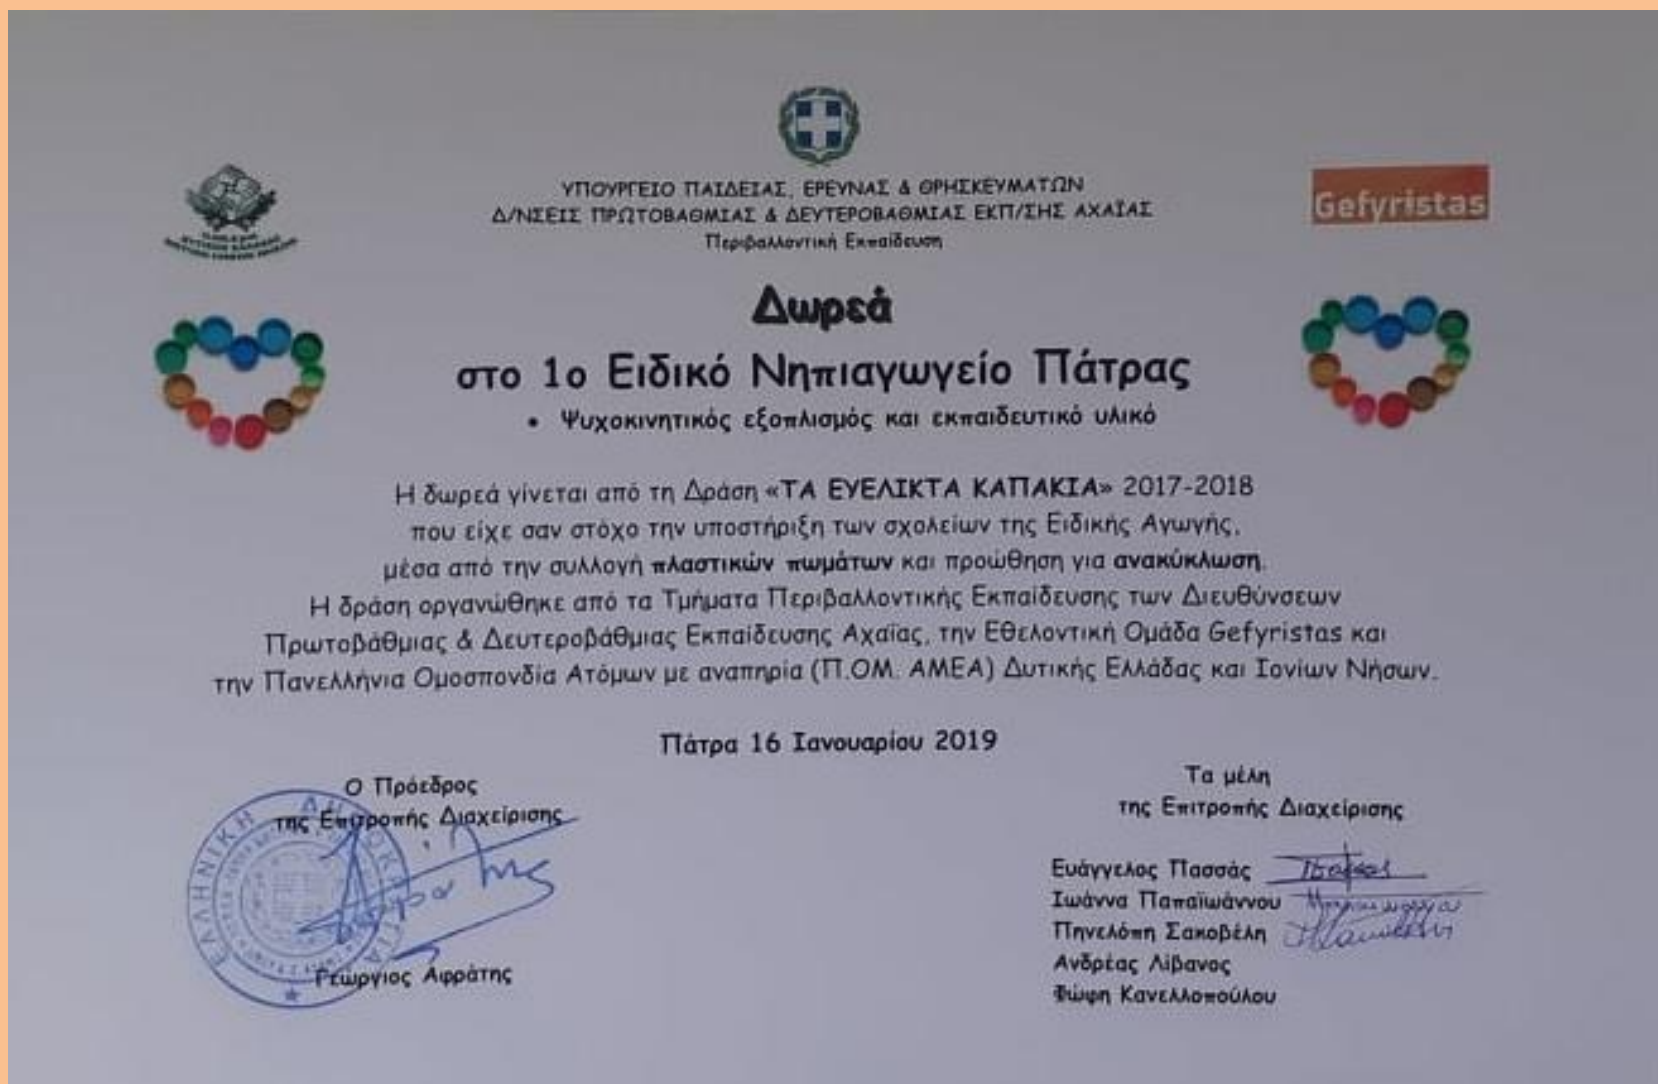 ΥΠΟΥΡΓΕΙΟ ΠΑΙΔΕΙΑΣ, ΕΡΕΥΝΑΣ & ΘΡΗΣΚΕΥΜΑΤΩΝ
Δ/ΝΣΕΙΣ ΠΡΩΤΟΒΑΘΜΙΑΣ & ΔΕΥΤΕΡΟΒΑΘΜΙΑΣ ΕΚΠ/ΣΗΣ ΑΧΑΪΑΣ
Περιβαλλοντική Εκπαίδευση
Gefyristas
Δωρεά
στο 1ο Ειδικό Νηπιαγωγείο Πάτρας
• Ψυχοκινητικός εξοπλισμός και εκπαιδευτικό υλικό
Η δωρεά γίνεται από τη Δράση «ΤΑ ΕΥΕΛΙΚΤΑ ΚΑΠΑΚΙΑ» 2017-2018
που είχε σαν στόχο την υποστήριξη των σχολείων της Ειδικής Αγωγής,
μέσα από την συλλογή πλαστικών πωμάτων και προώθηση για ανακύκλωση.
Η δράση οργανώθηκε από τα Τμήματα Περιβαλλοντικής Εκπαίδευσης των Διευθύνσεων
Πρωτοβάθμιας & Δευτεροβάθμιας Εκπαίδευσης Αχαΐας, την Εθελοντική Ομάδα Gefyristas και
την Πανελλήνια Ομοσπονδία Ατόμων με αναπηρία (Π.ΟΜ. ΑΜΕΑ) Δυτικής Ελλάδας και Ιονίων Νήσων.
Πάτρα 16 Ιανουαρίου 2019
Ο Πρόεδρος
της Επιτροπής Διαχείρισης
ΕΛΛΗΝΙΚΗ ΔΗΜΟΚΡΑΤΙΑ
Γεώργιος Αφράτης
Τα μέλη
της Επιτροπής Διαχείρισης
Ευάγγελος Πασσάς
Ιωάννα Παπαϊωάννου
Πηνελόπη Σακοβέλη
Ανδρέας Λίβανος
Φώφη Κανελλοπούλου